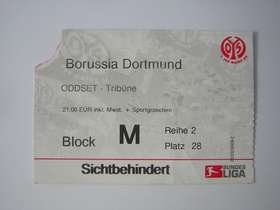 Borussia Dortmund
ODDSET - Tribüne
21,00 EUR inkl. Mwst. + Sportgroschen
Block M
Reihe 2
Platz 28
Sichtbehindert
BUNDES
LIGA